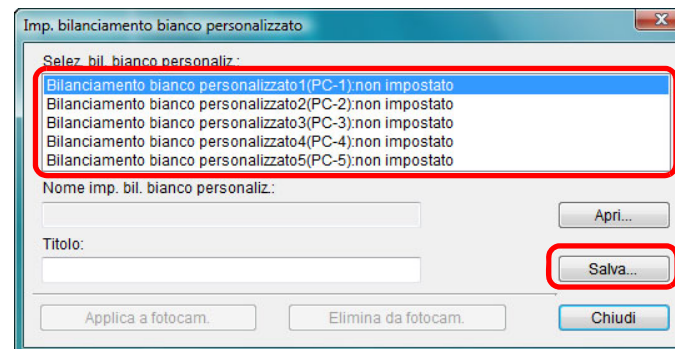 Imp. bilanciamento bianco personalizzato
Selez. bil. bianco personaliz.:
Bilanciamento bianco personalizzato1(PC-1):non impostato
Bilanciamento bianco personalizzato2(PC-2):non impostato
Bilanciamento bianco personalizzato3(PC-3):non impostato
Bilanciamento bianco personalizzato4(PC-4):non impostato
Bilanciamento bianco personalizzato5(PC-5):non impostato
Nome imp. bil. bianco personaliz.:
Apri...
Titolo:
Salva...
Applica a fotocam. Elimina da fotocam. Chiudi